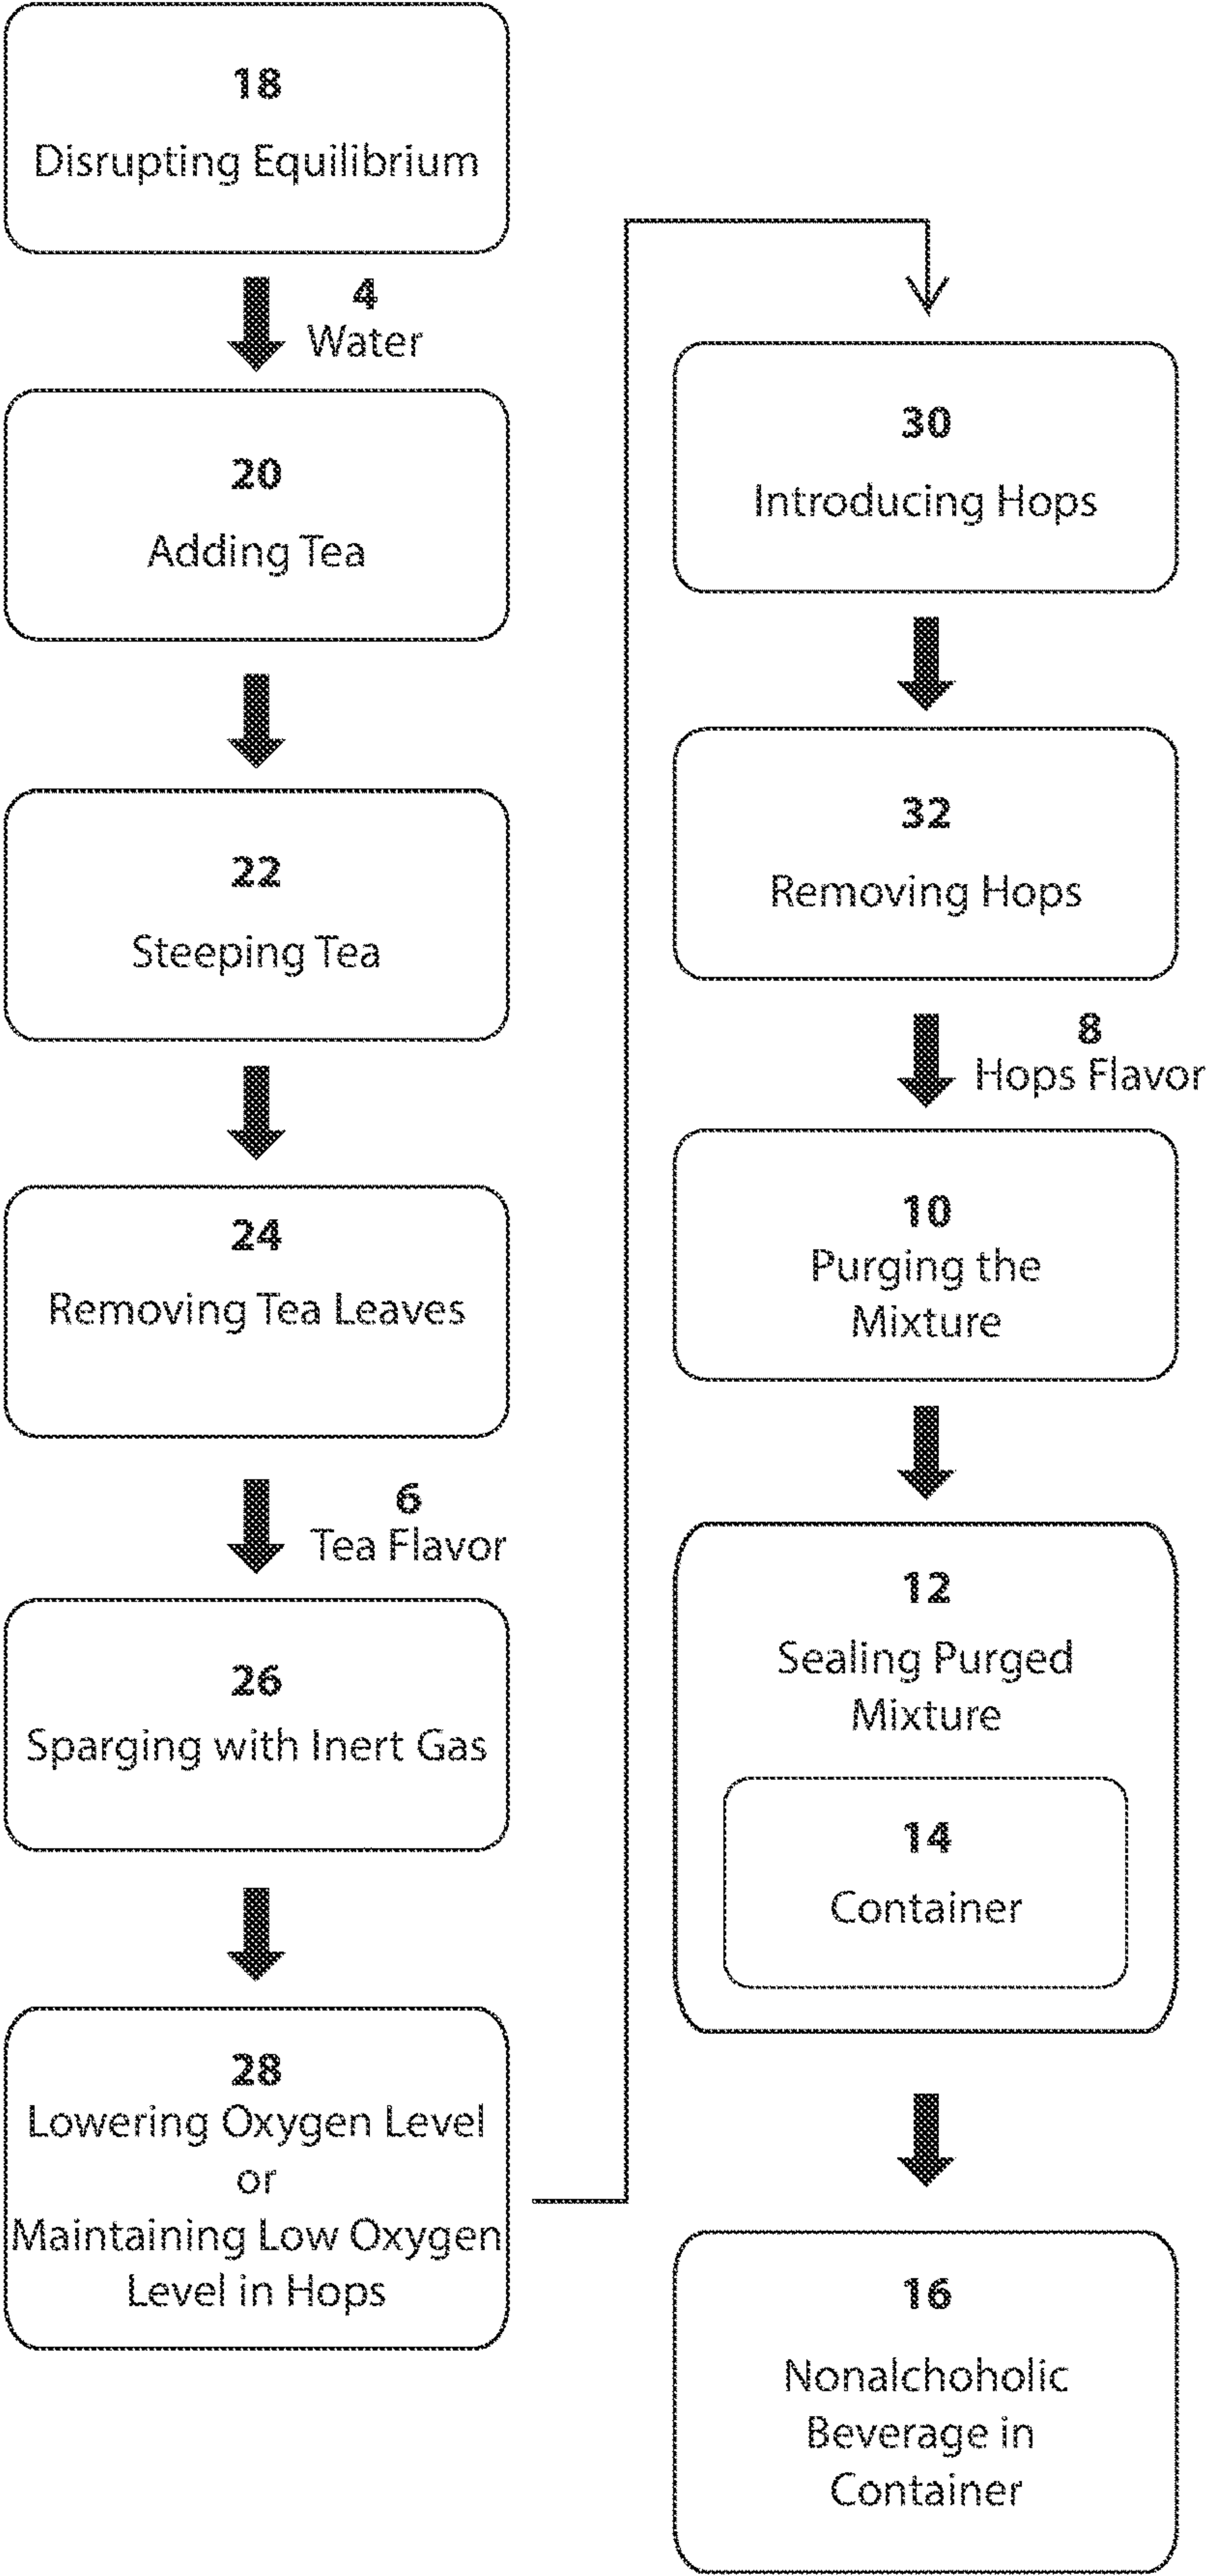 18
Disrupting Equilibrium
4
Water
20
Adding Tea
22
Steeping Tea
24
Removing Tea Leaves
6
Tea Flavor
26
Sparging with Inert Gas
28
Lowering Oxygen Level
or
Maintaining Low Oxygen
Level in Hops
30
Introducing Hops
32
Removing Hops
8
Hops Flavor
10
Purging the
Mixture
12
Sealing Purged
Mixture
14
Container
16
Nonalchoholic
Beverage in
Container